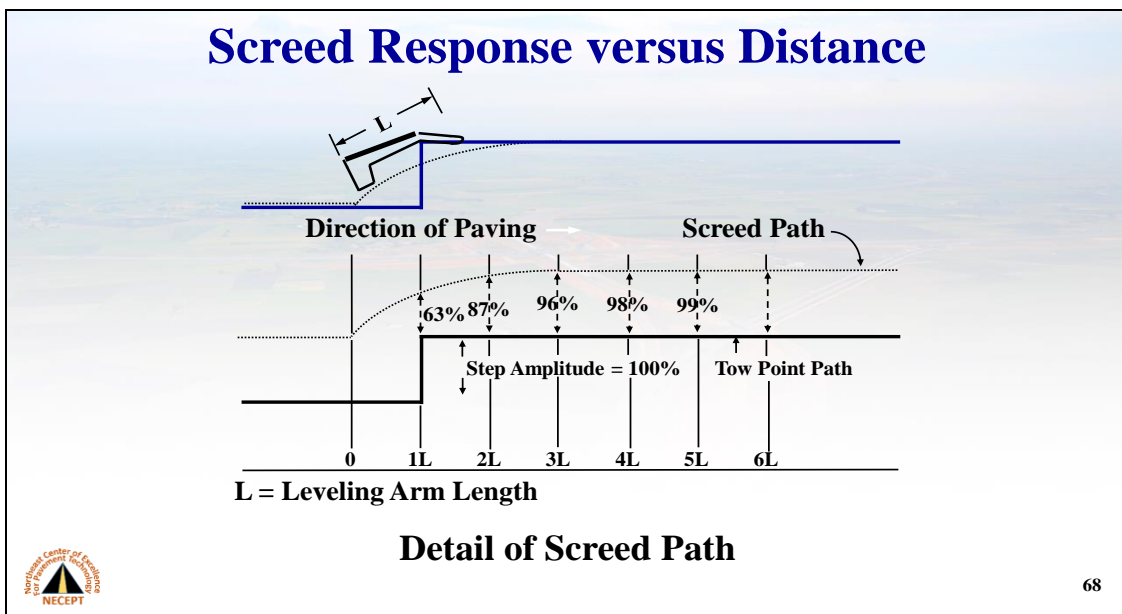 Screed Response versus Distance
L
Direction of Paving
Screed Path
63% 87% 96% 98% 99%
Step Amplitude = 100% Tow Point Path
0 1L 2L 3L 4L 5L 6L
L = Leveling Arm Length
Detail of Screed Path
Northeast Center of Excellence
For Pavement Technology
NECEPT
68